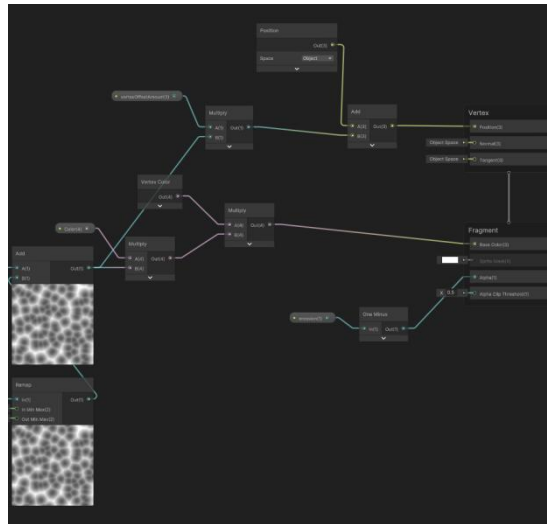 Position
Out(3)
Space
Object
Multiply
A(1)
Out(1)
B(1)
Add
A(3)
Out(3)
B(3)
Vertex
Position(3)
Object Space
Normal(3)
Object Space
Tangent(3)
Vertex Color
Out(4)
Multiply
A(4)
Out(4)
B(4)
Color(4)
Multiply
A(4)
Out(4)
B(4)
Fragment
Base Color(3)
Alpha(1)
X 0.5
Alpha Clip Threshold(1)
Add
A(1)
Out(1)
B(1)
One Minus
In(1)
Out(1)
Remap
In(1)
Out(1)
In Min Max(2)
Out Min Max(2)